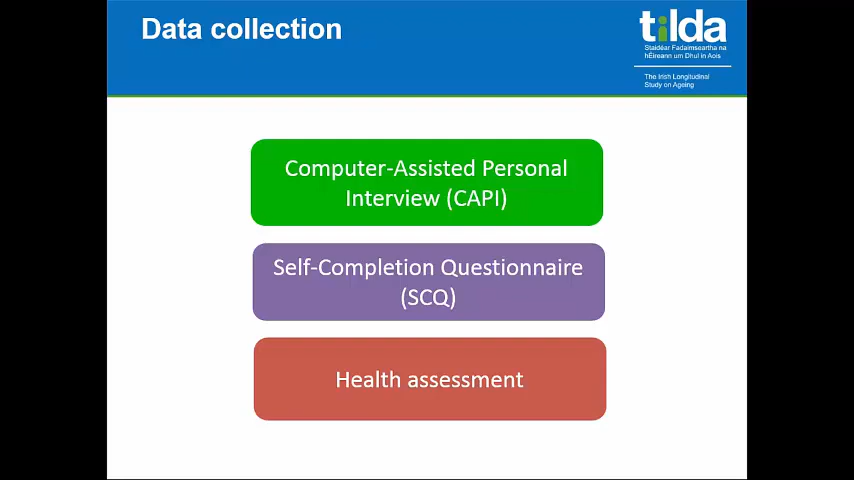 Data collection
tilda
Staidéar Fadaimseartha na
hÉireann um Dhul in Aois
The Irish Longitudinal
Study on Ageing
Computer-Assisted Personal
Interview (CAPI)
Self-Completion Questionnaire
(SCQ)
Health assessment